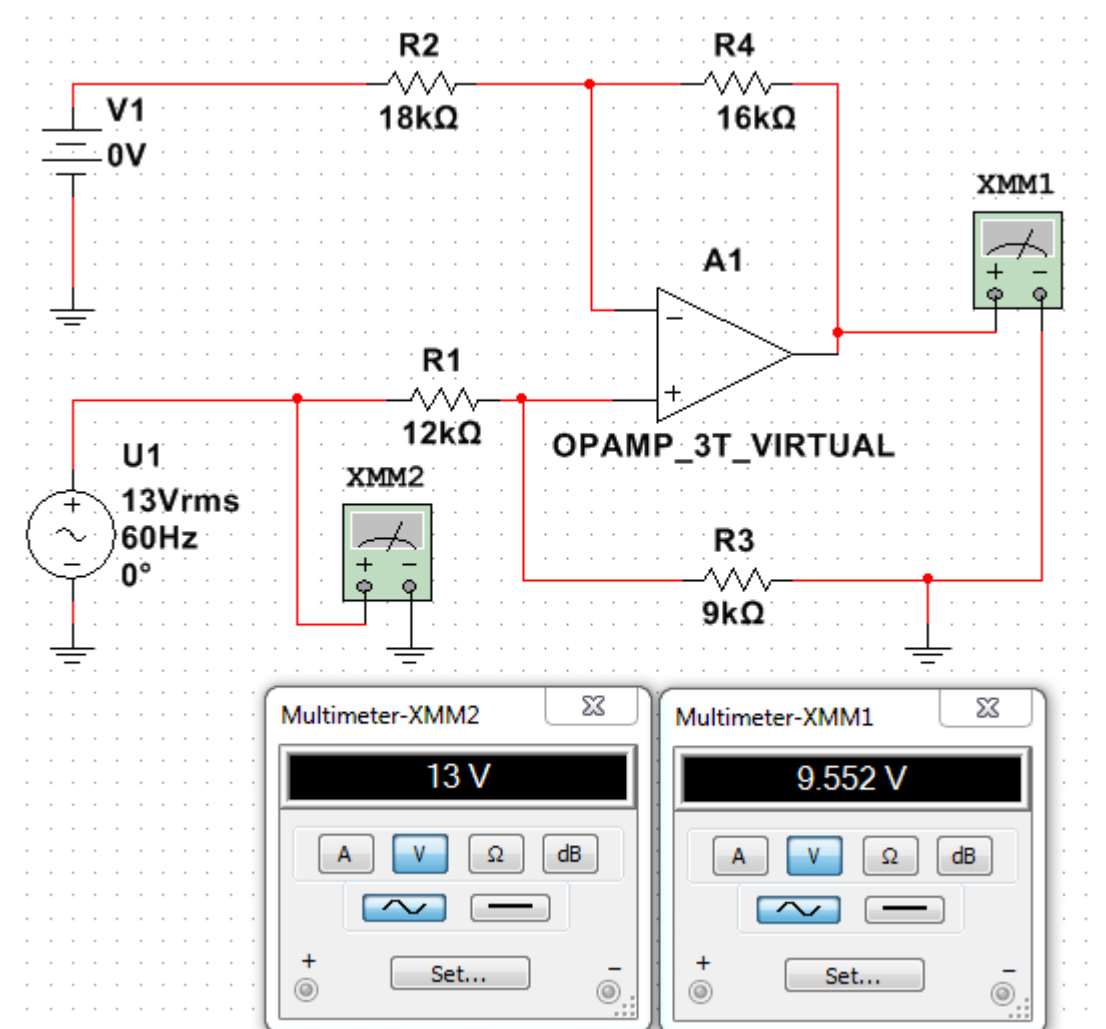 R2
18kΩ
R4
16kΩ
V1
0V
XMM1
+ −
A1
−
+
OPAMP_3T_VIRTUAL
R1
12kΩ
U1
13Vrms
60Hz
0°
+
−
XMM2
+ −
R3
9kΩ
Multimeter-XMM2
13 V
A V Ω dB
Set...
+ −
Multimeter-XMM1
9.552 V
A V Ω dB
Set...
+ −